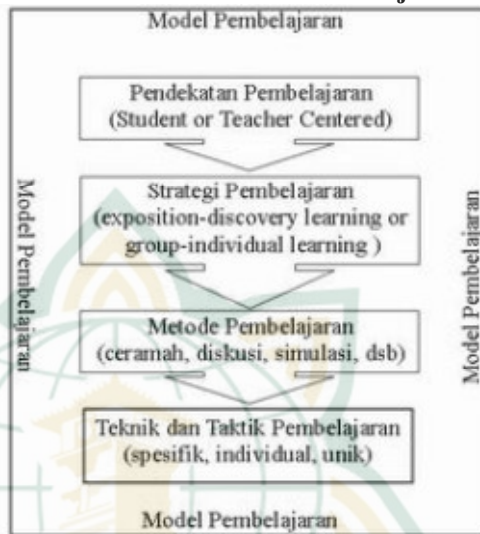 Model Pembelajaran
Pendekatan Pembelajaran
(Student or Teacher Centered)
Strategi Pembelajaran
(exposition-discovery learning or
group-individual learning )
Metode Pembelajaran
(ceramah, diskusi, simulasi, dsb)
Teknik dan Taktik Pembelajaran
(spesifik, individual, unik)
Model Pembelajaran
Model Pembelajaran
Model Pembelajaran